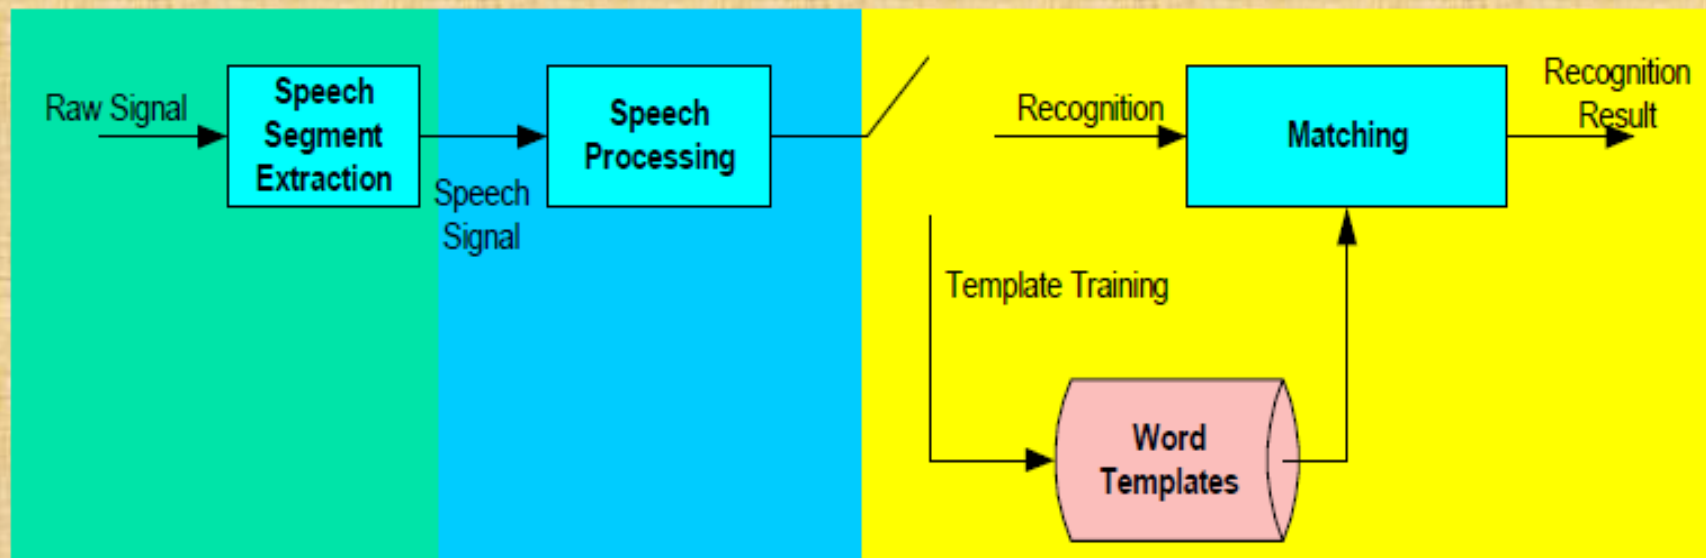 Raw Signal
Speech
Segment
Extraction
Speech
Signal
Speech
Processing
Recognition
Matching
Recognition
Result
Template Training
Word
Templates